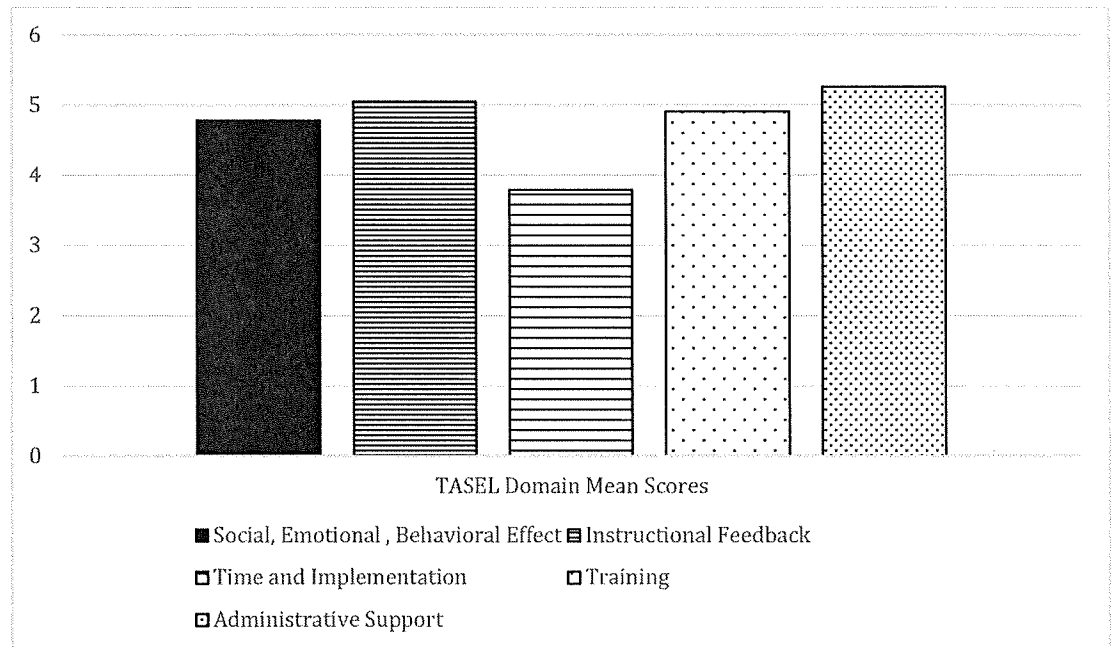 6
5
4
3
2
1
0
TASEL Domain Mean Scores
Social, Emotional , Behavioral Effect Instructional Feedback
Time and Implementation Training
Administrative Support